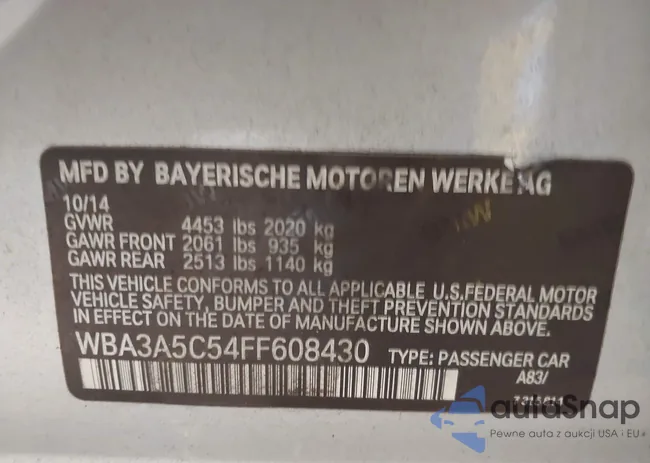 MFD BY BAYERISCHE MOTOREN WERKE AG
10/14
GVWR 4453 lbs 2020 kg
GAWR FRONT 2061 lbs 935 kg
GAWR REAR 2513 lbs 1140 kg
THIS VEHICLE CONFORMS TO ALL APPLICABLE U.S.FEDERAL MOTOR
VEHICLE SAFETY, BUMPER AND THEFT PREVENTION STANDARDS
IN EFFECT ON THE DATE OF MANUFACTURE SHOWN ABOVE.
WBA3A5C54FF608430 TYPE: PASSENGER CAR
A83/
autoSnap
Pewne auta z aukcji USA i EU